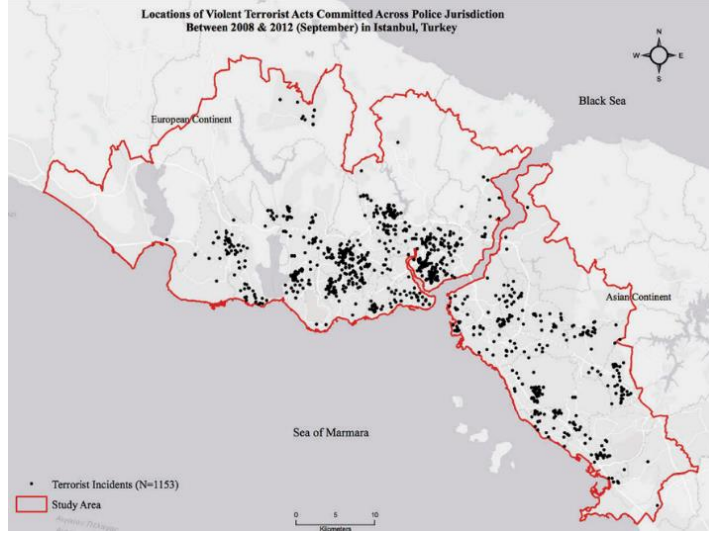 Locations of Violent Terrorist Acts Committed Across Police Jurisdiction
Between 2008 & 2012 (September) in Istanbul, Turkey
N
W E
S
Black Sea
European Continent
Asian Continent
Sea of Marmara
Terrorist Incidents (N=1153)
Study Area
0 5 10
Kilometers